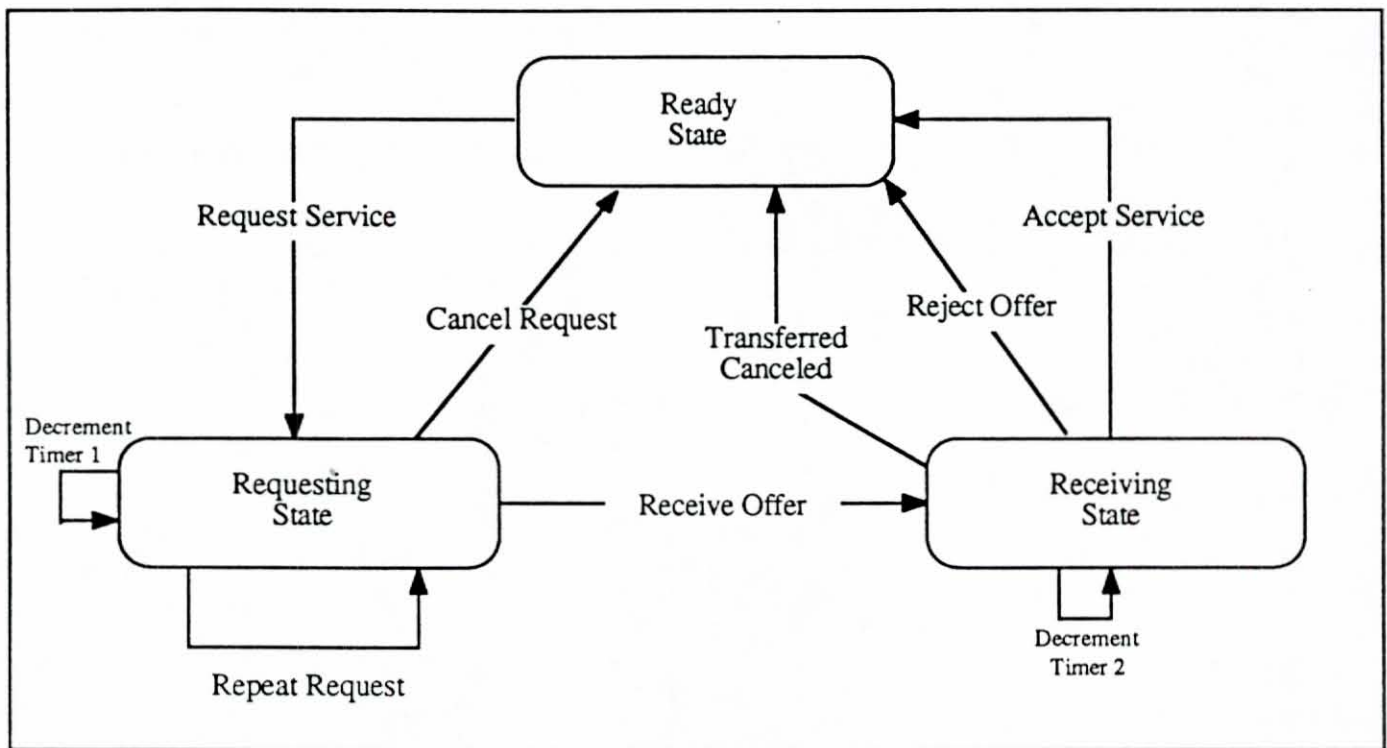 Ready
State
Request Service
Accept Service
Cancel Request
Transferred
Canceled
Reject Offer
Decrement
Timer 1
Requesting
State
Receive Offer
Receiving
State
Repeat Request
Decrement
Timer 2